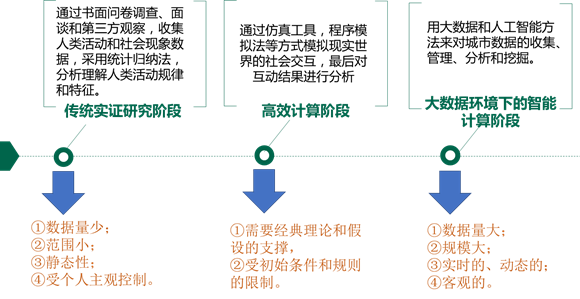 通过书面问卷调查、面
谈和第三方观察，收集
人类活动和社会现象数
据，采用统计归纳法，
分析理解人类活动规律
和特征。
传统实证研究阶段
通过仿真工具，程序模
拟法等方式模拟现实世
界的社会交互，最后对
互动结果进行分析
高效计算阶段
用大数据和人工智能方
法来对城市数据的收集、
管理、分析和挖掘。
大数据环境下的智能
计算阶段
①数据量少；
②范围小；
③静态性；
④受个人主观控制。
①需要经典理论和假
设的支撑，
②受初始条件和规则
的限制。
①数据量大；
②规模大；
③实时的、动态的；
④客观的。